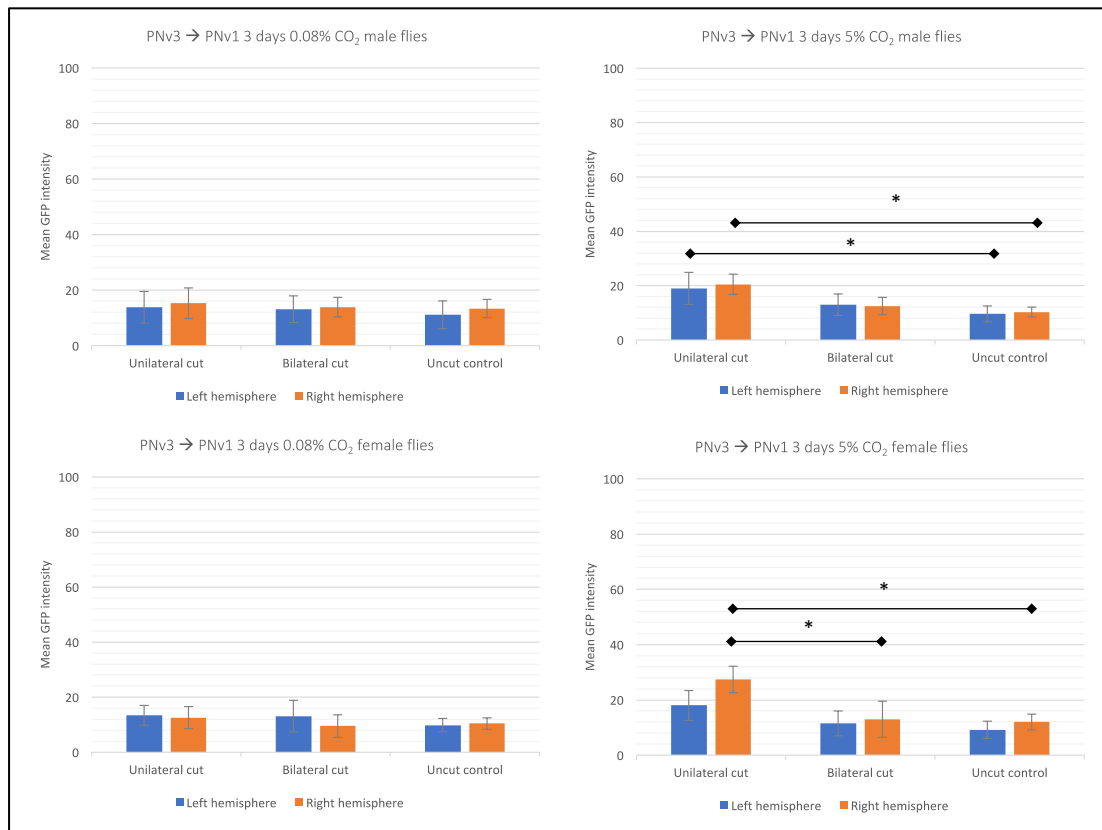 PNv3 → PNv1 3 days 0.08% CO₂ male flies
Mean GFP intensity
100
80
60
40
20
0
Unilateral cut Bilateral cut Uncut control
Left hemisphere Right hemisphere
PNv3 → PNv1 3 days 5% CO₂ male flies
Mean GFP intensity
100
80
60
40
20
0
*
*
Unilateral cut Bilateral cut Uncut control
Left hemisphere Right hemisphere
PNv3 → PNv1 3 days 0.08% CO₂ female flies
Mean GFP intensity
100
80
60
40
20
0
Unilateral cut Bilateral cut Uncut control
Left hemisphere Right hemisphere
PNv3 → PNv1 3 days 5% CO₂ female flies
Mean GFP intensity
100
80
60
40
20
0
*
*
Unilateral cut Bilateral cut Uncut control
Left hemisphere Right hemisphere